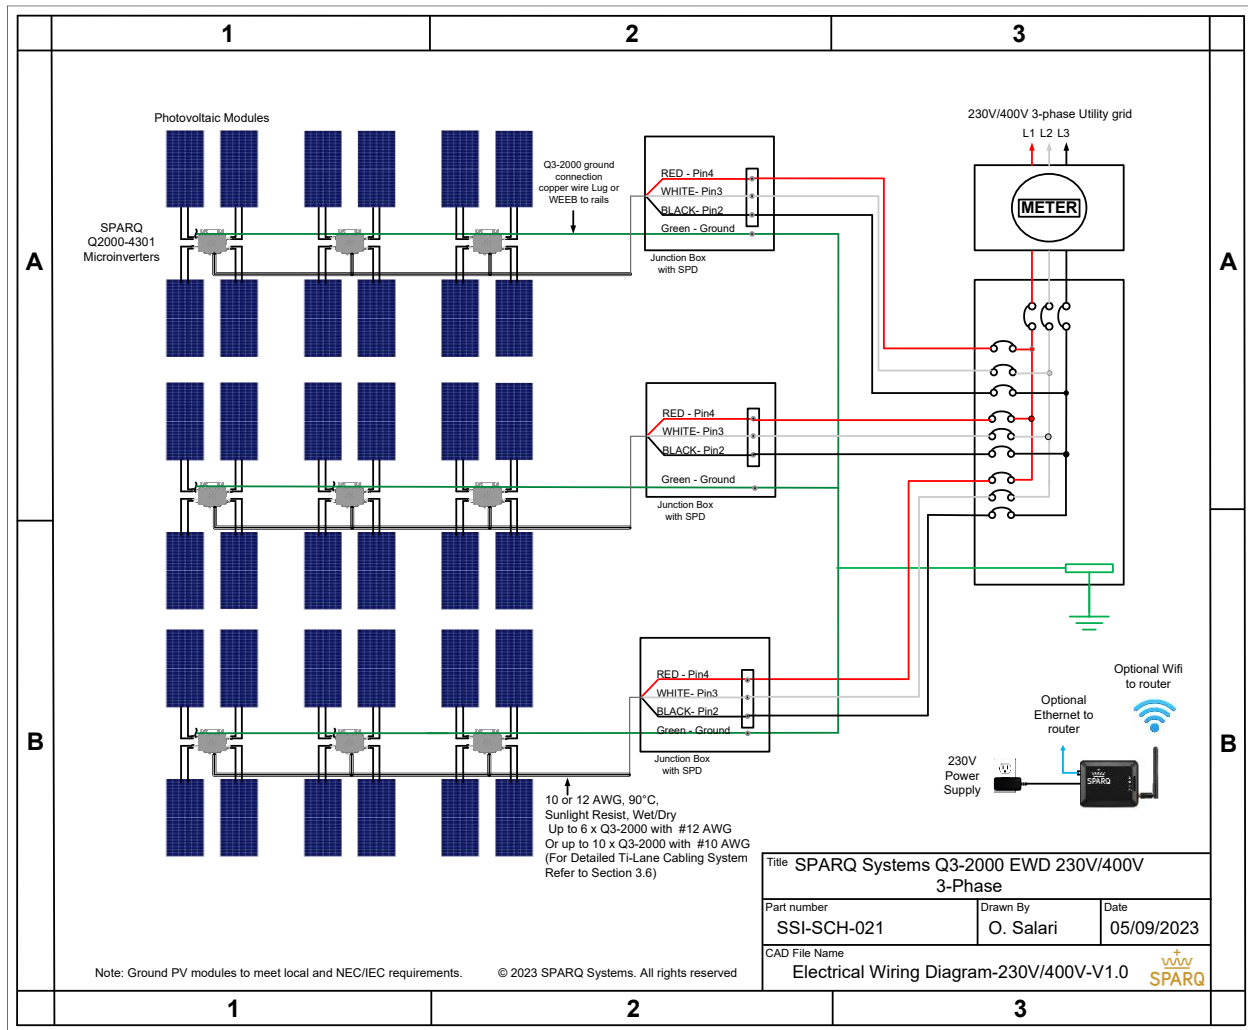 1
2
3
A
A
B
B
Photovoltaic Modules
SPARQ
Q2000-4301
Microinverters
Q3-2000 ground
connection
copper wire Lug or
WEEB to rails
RED - Pin4
WHITE- Pin3
BLACK- Pin2
Green - Ground
Junction Box
with SPD
230V/400V 3-phase Utility grid
L1 L2 L3
METER
RED - Pin4
WHITE- Pin3
BLACK- Pin2
Green - Ground
Junction Box
with SPD
RED - Pin4
WHITE- Pin3
BLACK- Pin2
Green - Ground
Junction Box
with SPD
10 or 12 AWG, 90°C,
Sunlight Resist, Wet/Dry
Up to 6 x Q3-2000 with #12 AWG
Or up to 10 x Q3-2000 with #10 AWG
(For Detailed Ti-Lane Cabling System
Refer to Section 3.6)
Optional Wifi
to router
Optional
Ethernet to
router
230V
Power
Supply
SPARQ
Title SPARQ Systems Q3-2000 EWD 230V/400V
3-Phase
Part number
SSI-SCH-021
Drawn By
O. Salari
Date
05/09/2023
CAD File Name
Electrical Wiring Diagram-230V/400V-V1.0
SPARQ
Note: Ground PV modules to meet local and NEC/IEC requirements.
© 2023 SPARQ Systems. All rights reserved
1
2
3